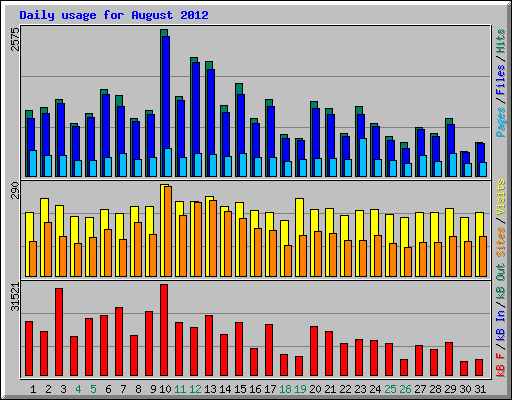 Daily usage for August 2012
2575
Pages / Files / Hits
290
Sites / Visits
31521
kB F / kB In / kB Out
1 2 3 4 5 6 7 8 9 10 11 12 13 14 15 16 17 18 19 20 21 22 23 24 25 26 27 28 29 30 31